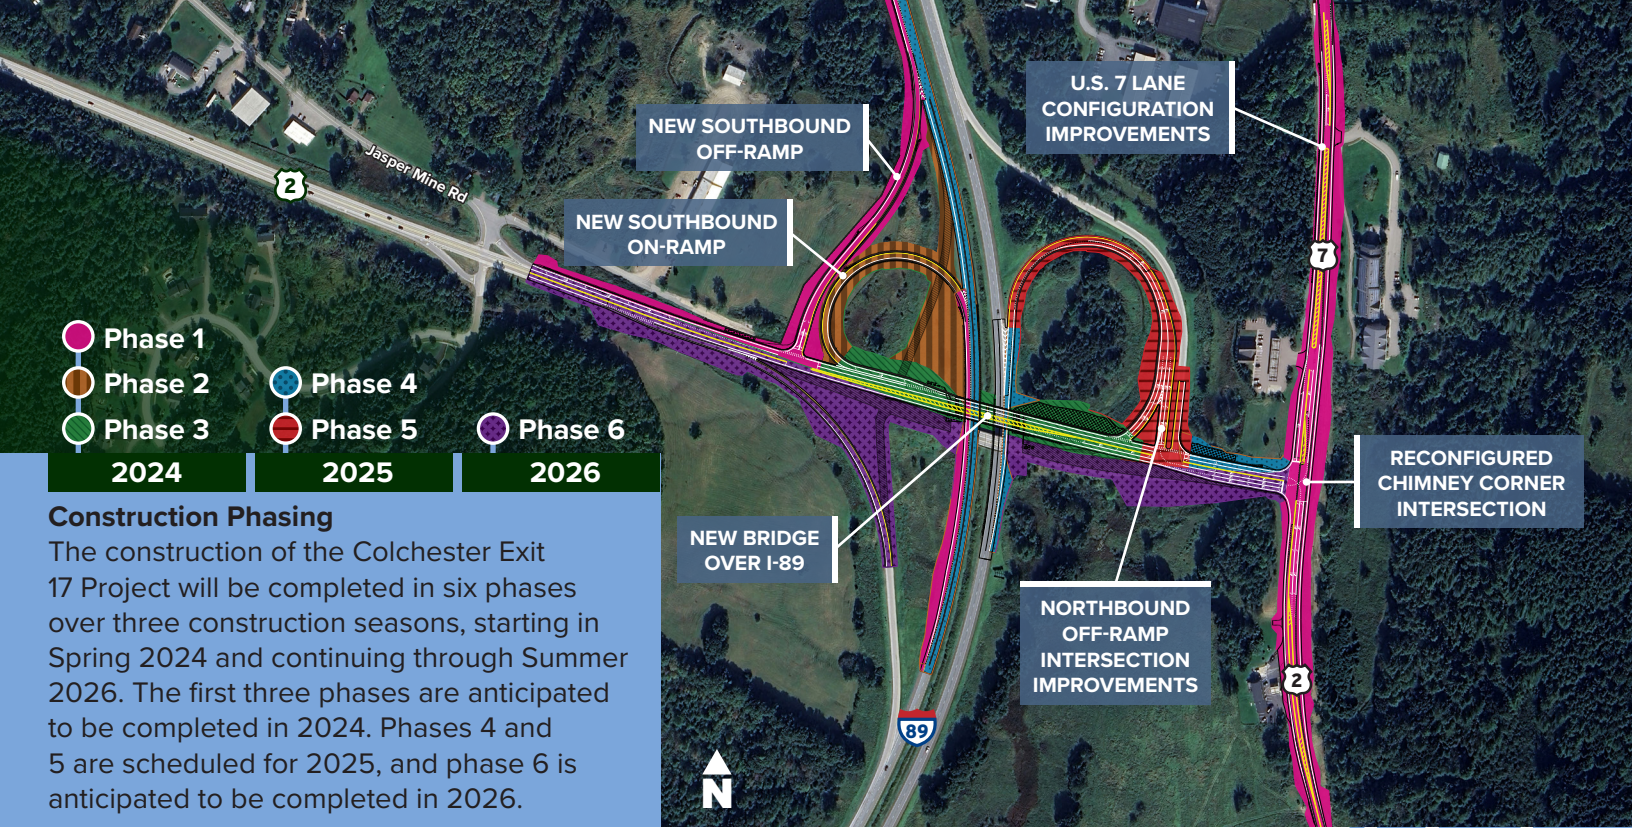 U.S. 7 LANE
CONFIGURATION
IMPROVEMENTS
NEW SOUTHBOUND
OFF-RAMP
Jasper Mine Rd
2
NEW SOUTHBOUND
ON-RAMP
7
Phase 1
Phase 2
Phase 3
Phase 4
Phase 5
Phase 6
2024
2025
2026
RECONFIGURED
CHIMNEY CORNER
INTERSECTION
NEW BRIDGE
OVER I-89
NORTHBOUND
OFF-RAMP
INTERSECTION
IMPROVEMENTS
2
89
N
Construction Phasing
The construction of the Colchester Exit
17 Project will be completed in six phases
over three construction seasons, starting in
Spring 2024 and continuing through Summer
2026. The first three phases are anticipated
to be completed in 2024. Phases 4 and
5 are scheduled for 2025, and phase 6 is
anticipated to be completed in 2026.